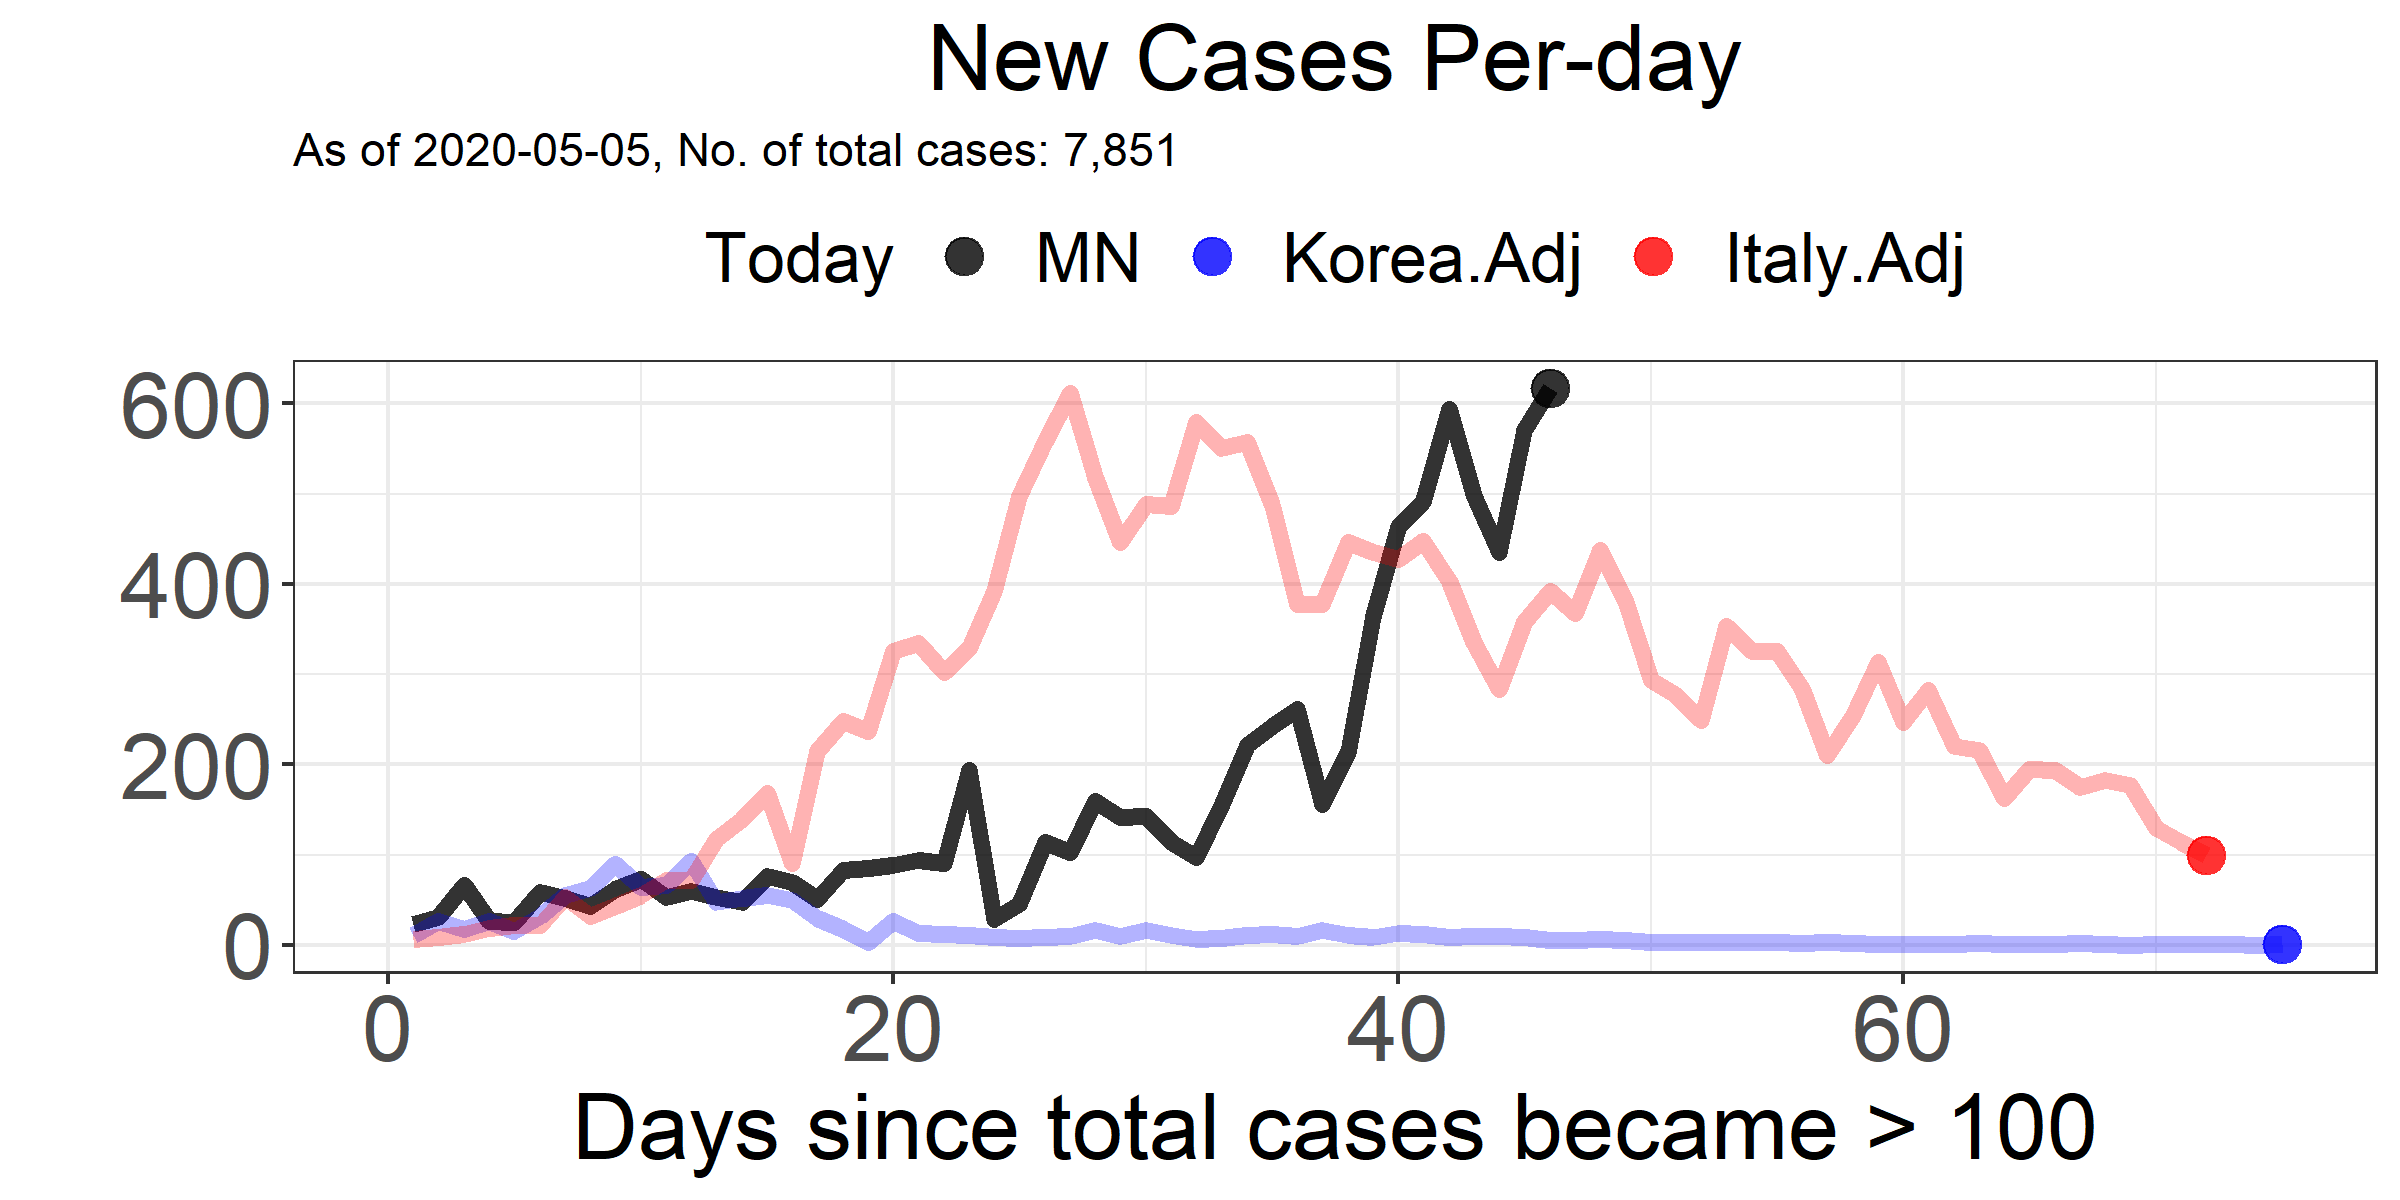 New Cases Per-day
As of 2020-05-05, No. of total cases: 7,851
Today MN Korea.Adj Italy.Adj
600
400
200
0
0 20 40 60
Days since total cases became > 100